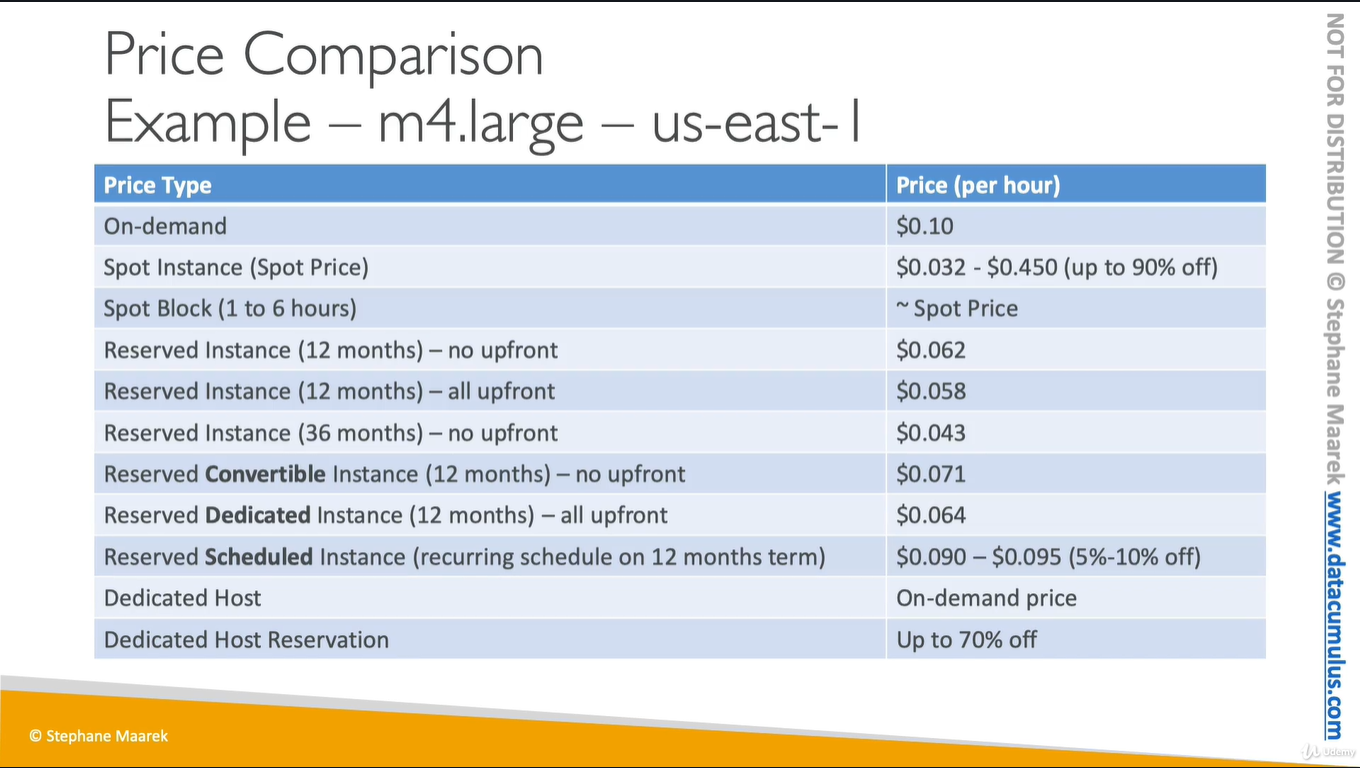 Price Comparison
Example – m4.large – us-east-1
Price Type Price (per hour)
On-demand $0.10
Spot Instance (Spot Price) $0.032 - $0.450 (up to 90% off)
Spot Block (1 to 6 hours) ~ Spot Price
Reserved Instance (12 months) – no upfront $0.062
Reserved Instance (12 months) – all upfront $0.058
Reserved Instance (36 months) – no upfront $0.043
Reserved Convertible Instance (12 months) – no upfront $0.071
Reserved Dedicated Instance (12 months) – all upfront $0.064
Reserved Scheduled Instance (recurring schedule on 12 months term) $0.090 – $0.095 (5%-10% off)
Dedicated Host On-demand price
Dedicated Host Reservation Up to 70% off
© Stephane Maarek
NOT FOR DISTRIBUTION © Stephane Maarek www.datacumulus.com
Udemy